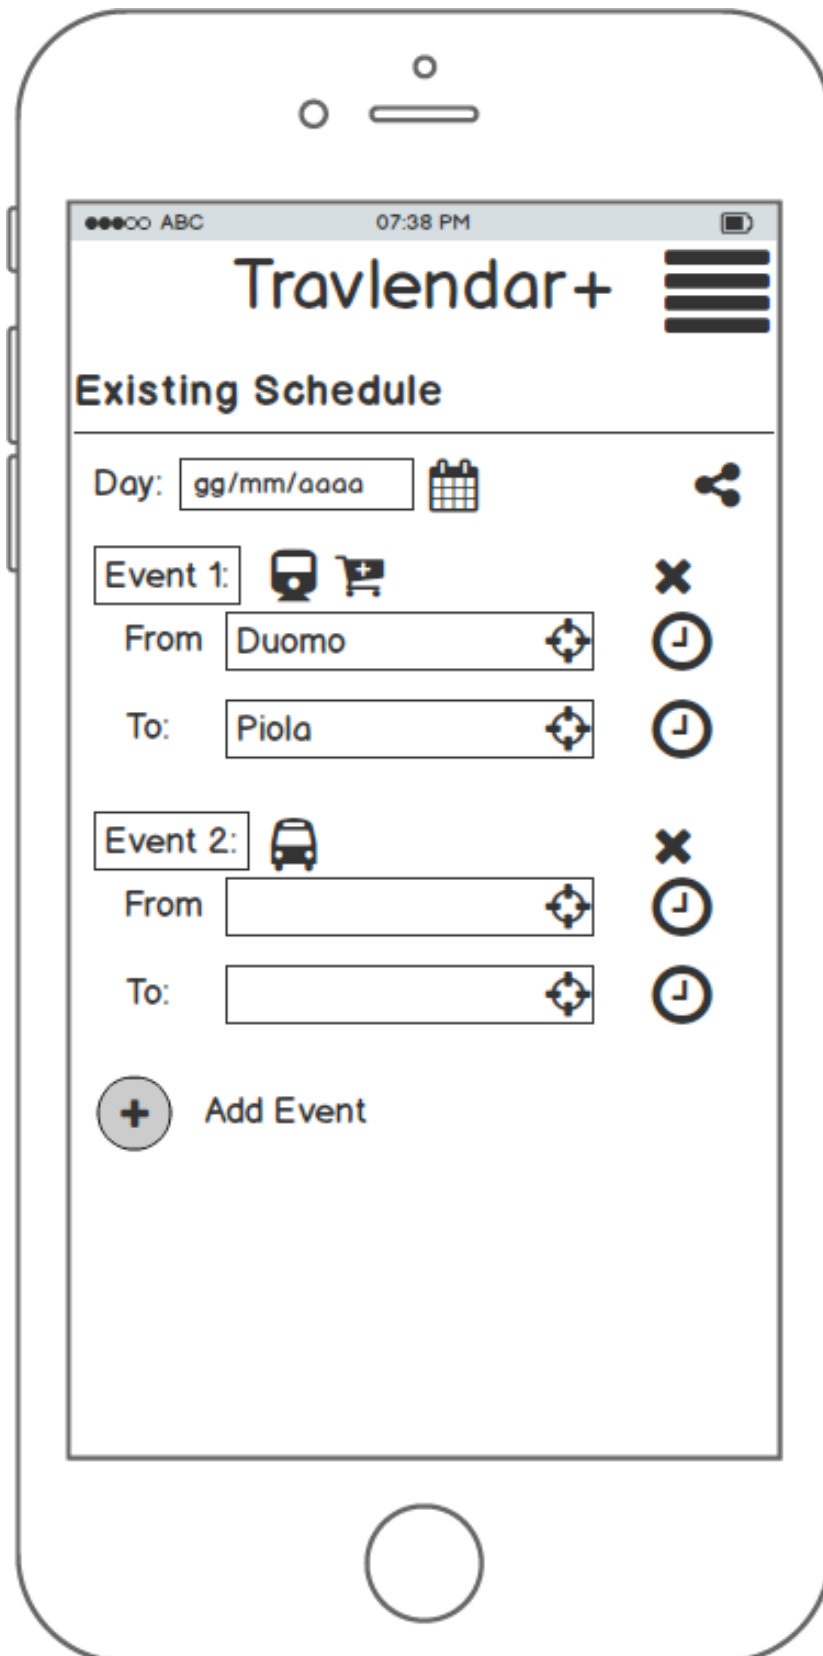 ABC 07:38 PM
Travlendar+
Existing Schedule
Day: gg/mm/aaaa
Event 1:
From Duomo
To: Piola
Event 2:
From
To:
+ Add Event